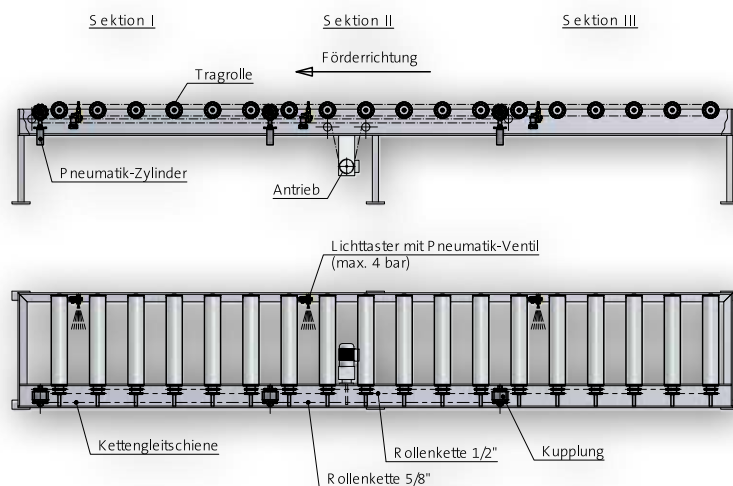 Sektion I
Sektion II
Sektion III
Förderrichtung
Tragrolle
Pneumatik-Zylinder
Antrieb
Lichttaster mit Pneumatik-Ventil
(max. 4 bar)
Kettengleitschiene
Rollenkette 1/2"
Kupplung
Rollenkette 5/8"